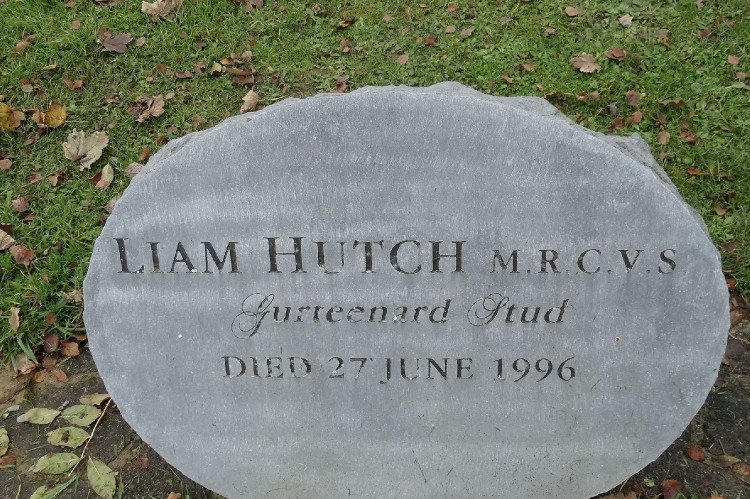 LIAM HUTCH M.R.C.V.S
Gurteenard Stud
DIED 27 JUNE 1996